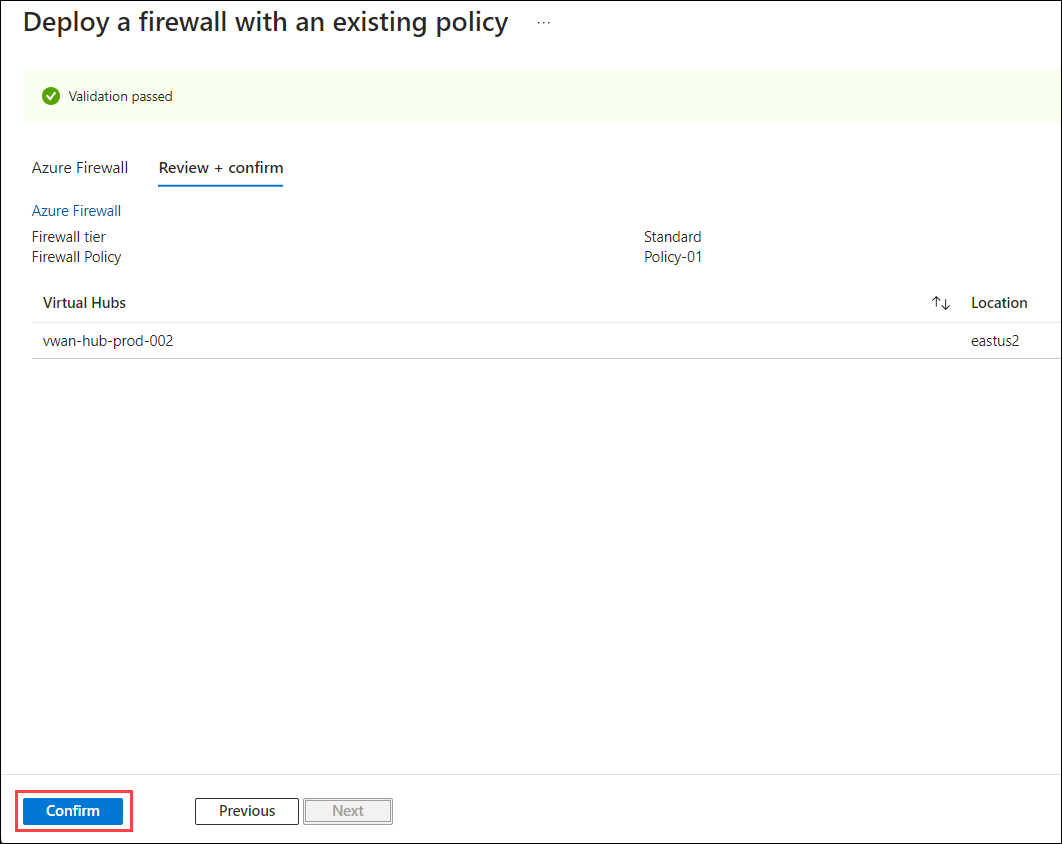 Deploy a firewall with an existing policy ...
Validation passed
Azure Firewall Review + confirm
Azure Firewall
Firewall tier Standard
Firewall Policy Policy-01
Virtual Hubs ↑↓ Location
vwan-hub-prod-002 eastus2
Confirm Previous Next